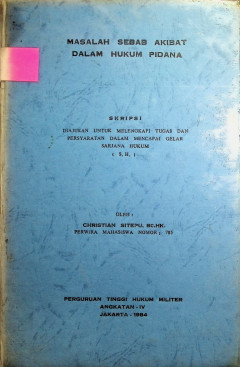 MASALAH SEBAB AKIBAT
DALAM HUKUM PIDANA
SKRIPSI
DIAJUKAN UNTUK MELENGKAPI TUGAS DAN
PERSYARATAN DALAM MENCAPAI GELAR
SARJANA HUKUM
( S.H. )
OLEH :
CHRISTIAN SITEPU, BC.HK.
PERWIRA MAHASISWA NOMOR : 785
PERGURUAN TINGGI HUKUM MILITER
ANGKATAN - IV
JAKARTA - 1984